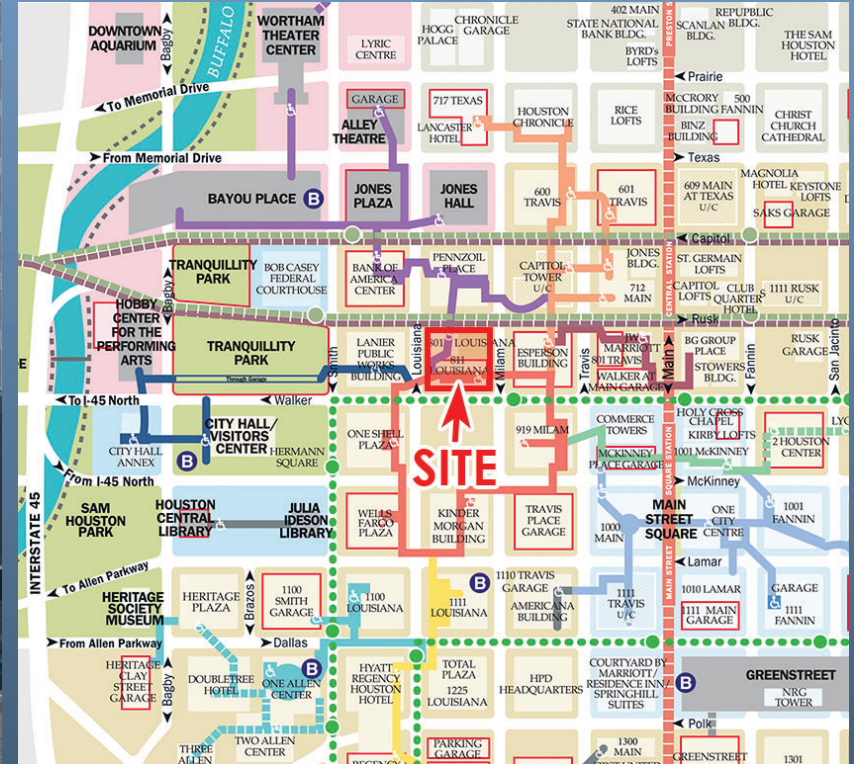 DOWNTOWN
AQUARIUM
Bagby
BUFFALO
WORTHAM
THEATER
CENTER
LYRIC
CENTRE
HOGG
PALACE
CHRONICLE
GARAGE
402 MAIN
STATE NATIONAL
BANK BLDG.
BYRD's
LOFTS
PRESTON S
SCANLAN
BLDG.
REPUPBLIC
BLDG.
THE SAM
HOUSTON
HOTEL
Prairie
To Memorial Drive
From Memorial Drive
GARAGE
ALLEY
THEATRE
717 TEXAS
LANCASTER
HOTEL
HOUSTON
CHRONICLE
RICE
LOFTS
McCRORY
BUILDING
500
FANNIN
BINZ
BUILDING
CHRIST
CHURCH
CATHEDRAL
Texas
BAYOU PLACE
B
JONES
PLAZA
JONES
HALL
600
TRAVIS
601
TRAVIS
609 MAIN
AT TEXAS
U/C
MAGNOLIA
HOTEL
KEYSTONE
LOFTS
SAKS GARAGE
Capitol
TRANQUILLITY
PARK
BOB CASEY
FEDERAL
COURTHOUSE
BANK OF
AMERICA
CENTER
PENNZOIL
PLACE
CAPITOL
TOWER
U/C
JONES
BLDG.
712
MAIN
CENTRAL STATION
ST. GERMAIN
LOFTS
CAPITOL
LOFTS
CLUB
QUARTERS
HOTEL
1111 RUSK
U/C
Rusk
Bagby
HOBBY
CENTER
FOR THE
PERFORMING
ARTS
TRANQUILLITY
PARK
Through Garage
Smith
LANIER
PUBLIC
WORKS
BUILDING
Louisiana
801 LOUISIANA
811
LOUISIANA
Milam
ESPERSON
BUILDING
Travis
JW
MARRIOTT
801 TRAVIS
WALKER AT
MAIN GARAGE
Main
BG GROUP
PLACE
STOWERS
BLDG.
Fannin
RUSK
GARAGE
San Jacinto
To I-45 North
Walker
CITY HALL
ANNEX
B
CITY HALL/
VISITORS
CENTER
HERMANN
SQUARE
ONE SHELL
PLAZA
SITE
919 MILAM
COMMERCE
TOWERS
MCKINNEY
PLACE GARAGE
SQUARE STATION
HOLY CROSS
CHAPEL
KIRBY LOFTS
1001 McKINNEY
2 HOUSTON
CENTER
LYO
From I-45 North
McKinney
INTERSTATE 45
SAM
HOUSTON
PARK
HOUSTON
CENTRAL
LIBRARY
JULIA
IDESON
LIBRARY
WELLS
FARGO
PLAZA
KINDER
MORGAN
BUILDING
TRAVIS
PLACE
GARAGE
1000
MAIN
MAIN
STREET
SQUARE
ONE
CITY
CENTRE
1001
FANNIN
Lamar
To Allen Parkway
HERITAGE
SOCIETY
MUSEUM
HERITAGE
PLAZA
Brazos
1100
SMITH
GARAGE
1100
LOUISIANA
1111
LOUISIANA
B
1110 TRAVIS
GARAGE
AMERICANA
BUILDING
1111
TRAVIS
U/C
MAIN STREET
1010 LAMAR
1111 MAIN
GARAGE
GARAGE
1111
FANNIN
From Allen Parkway
Dallas
HERITAGE
CLAY
STREET
GARAGE
Bagby
DOUBLETREE
HOTEL
ONE ALLEN
CENTER
B
HYATT
REGENCY
HOUSTON
HOTEL
TOTAL
PLAZA
1225
LOUISIANA
HPD
HEADQUARTERS
COURTYARD BY
MARRIOTT/
RESIDENCE INN/
SPRINGHILL
SUITES
B
GREENSTREET
NRG
TOWER
Polk
THREE
ALLEN
TWO ALLEN
CENTER
PARKING
GARAGE
1300
MAIN
GREENSTREET
1301